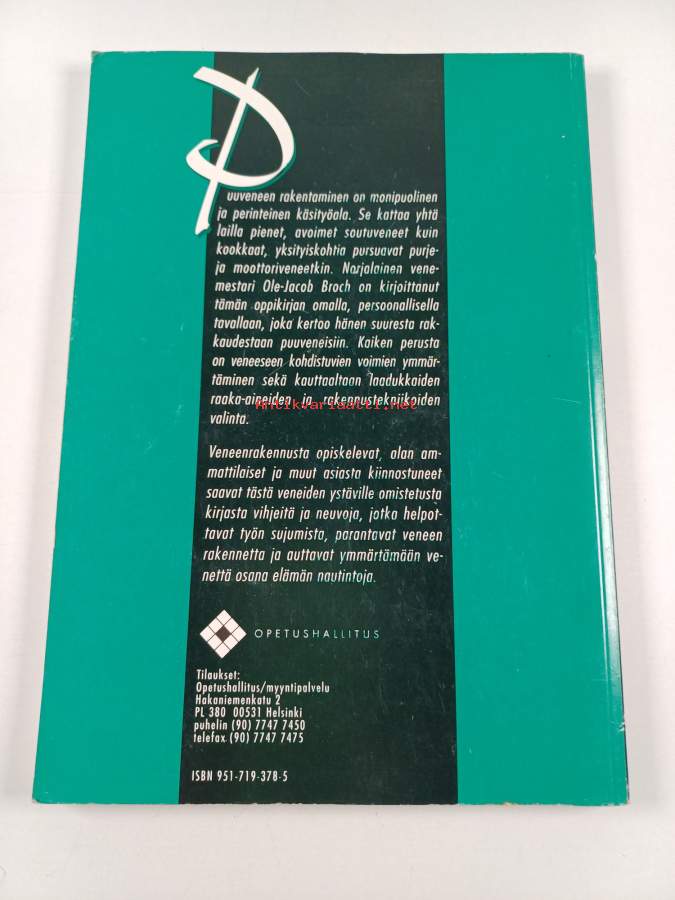 Puuveneen rakentaminen on monipuolinen
ja perinteinen käsityöala. Se kattaa yhtä
lailla pienet, avoimet soutuveneet kuin
kookkaat, yksityiskohtia pursuavat purje-
ja moottoriveneetkin. Norjalainen vene-
mestari Ole-Jacob Broch on kirjoittanut
tämän oppikirjan omalla, persoonallisella
tavallaan, joka kertoo hänen suuresta rak-
kaudestaan puuveneisiin. Kaiken perusta
on veneeseen kohdistuvien voimien ymmär-
täminen sekä kauttaaltaan laadukkaiden
raaka-aineiden ja rakennustekniikoiden
Antikvariaatti.net
valinta.
Veneenrakennusta opiskelevat, alan am-
mattilaiset ja muut asiasta kiinnostuneet
saavat tästä veneiden ystäville omistetusta
kirjasta vihjeitä ja neuvoja, jotka helpot-
tavat työn sujumista, parantavat veneen
rakennetta ja auttavat ymmärtämään ve-
nettä osana elämän nautintoja.
OPETUSHALLITUS
Tilaukset:
Opetushallitus/myyntipalvelu
Hakaniemenkatu 2
PL 380 00531 Helsinki
puhelin (90) 7747 7450
telefax (90) 7747 7475
ISBN 951-719-378-5